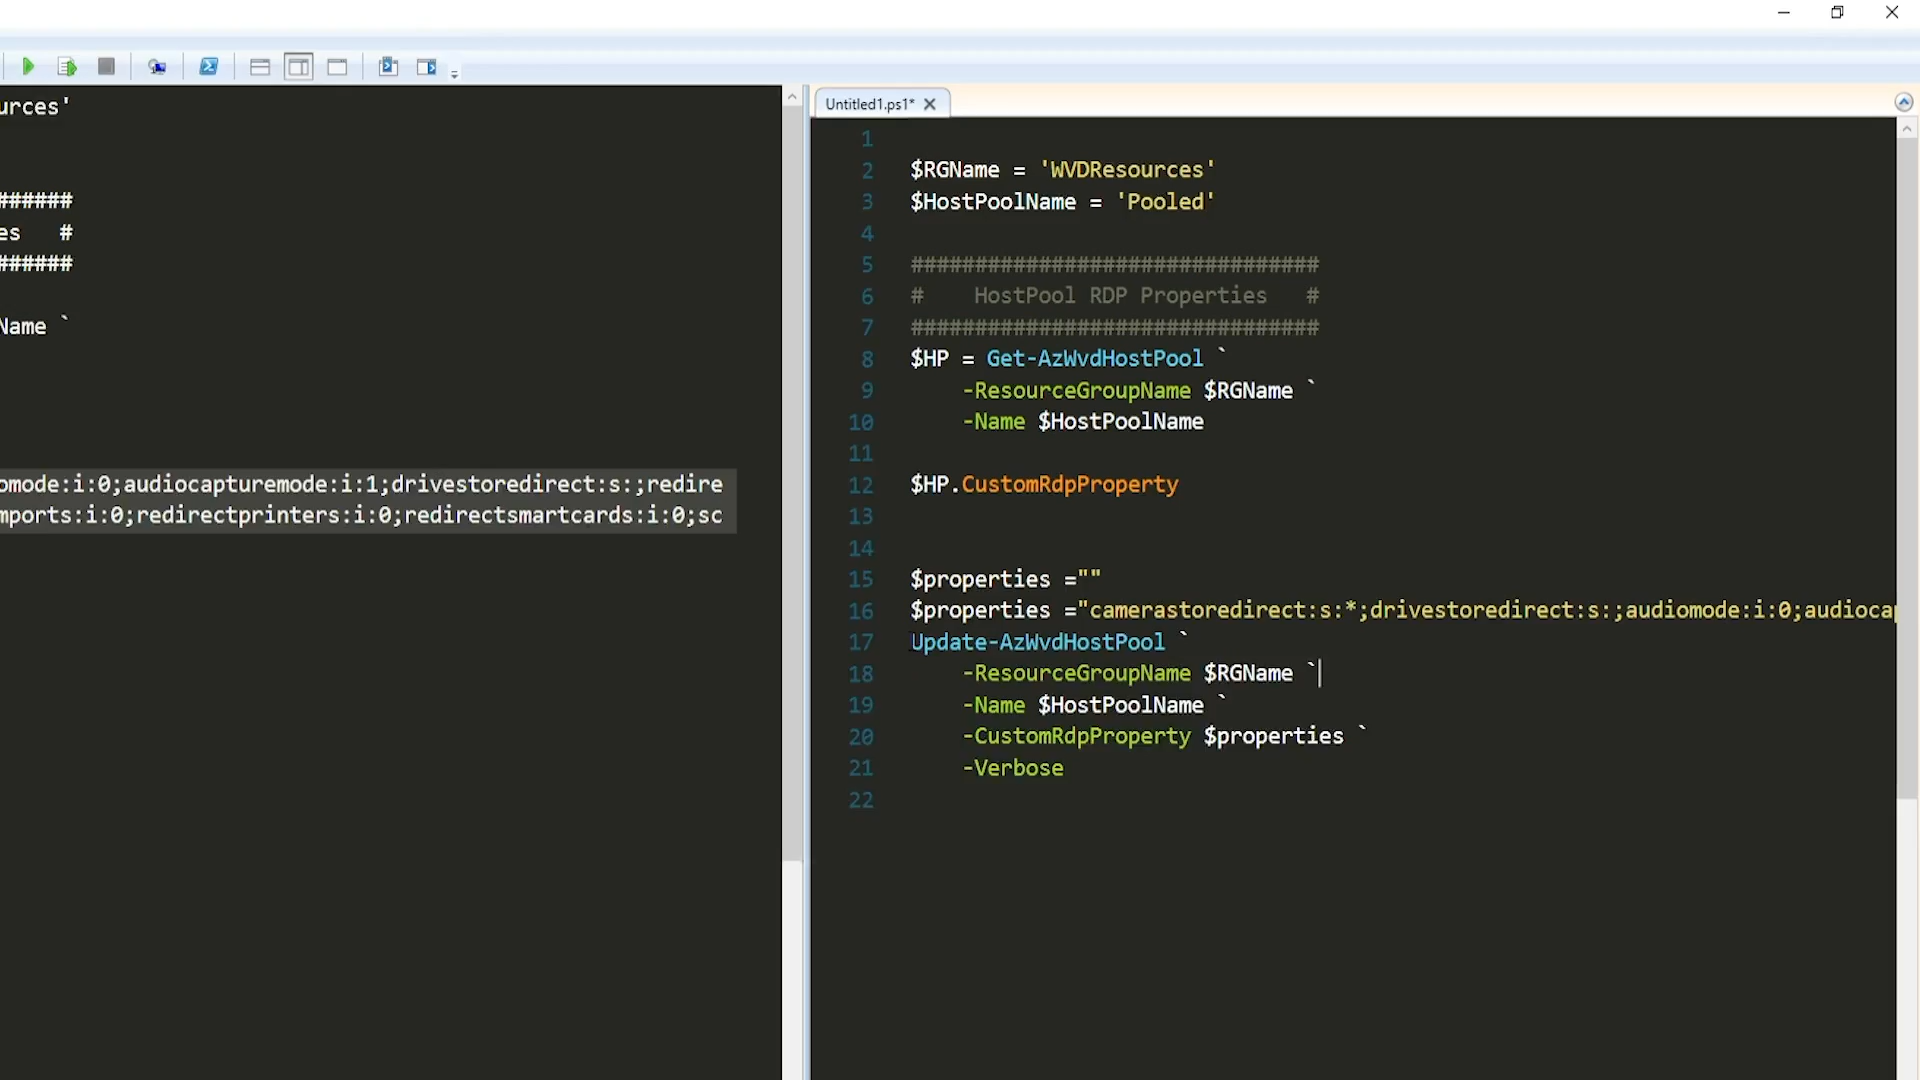 urces'
######
es   #
######
Name `
omode:i:0;audiocapturemode:i:1;drivestoredirect:s:;redire
mports:i:0;redirectprinters:i:0;redirectsmartcards:i:0;sc
Untitled1.ps1*
1
2 $RGName = 'WVDResources'
3 $HostPoolName = 'Pooled'
4
5 ################################
6 #    HostPool RDP Properties   #
7 ################################
8 $HP = Get-AzWvdHostPool `
9     -ResourceGroupName $RGName `
10     -Name $HostPoolName
11
12 $HP.CustomRdpProperty
13
14
15 $properties =""
16 $properties ="camerastoredirect:s:*;drivestoredirect:s:;audiomode:i:0;audiocap
17 Update-AzWvdHostPool `
18     -ResourceGroupName $RGName `
19     -Name $HostPoolName `
20     -CustomRdpProperty $properties `
21     -Verbose
22